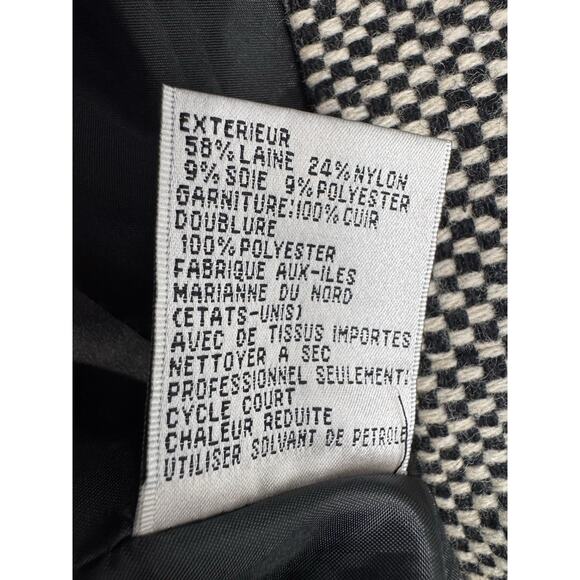 EXTERIEUR
58% LAINE 24% NYLON
9% SOIE 9% POLYESTER
GARNITURE:100% CUIR
DOUBLURE
100% POLYESTER
FABRIQUE AUX-ILES
MARIANNE DU NORD
(ETATS-UNIS)
AVEC DE TISSUS IMPORTES
NETTOYER A SEC
PROFESSIONNEL SEULEMENT:
CYCLE COURT
CHALEUR REDUITE
UTILISER SOLVANT DE PETROLE